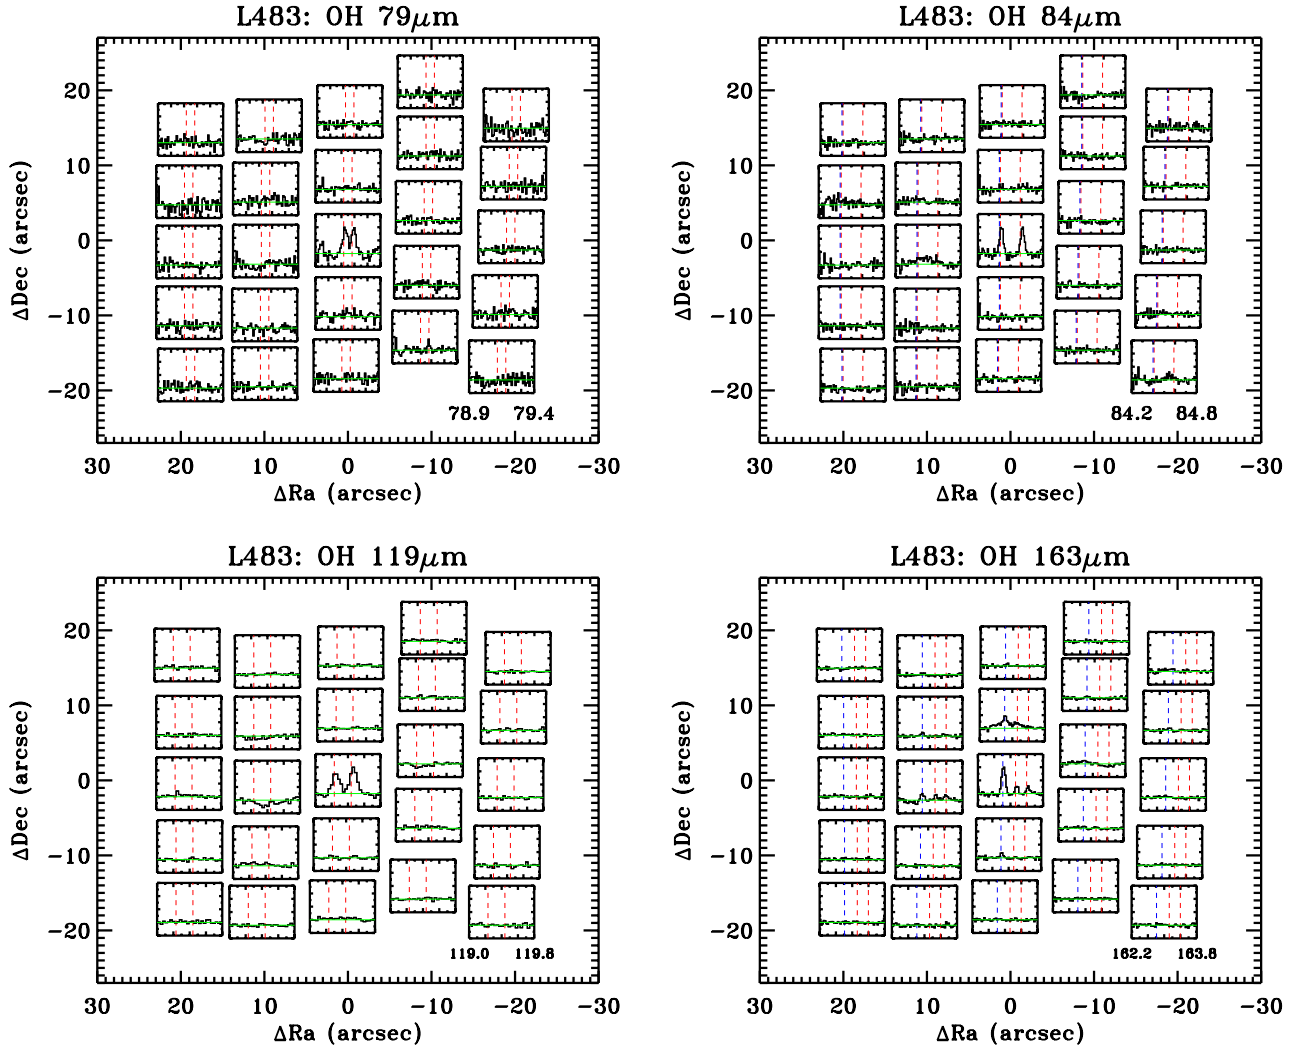 L483: OH 79μm
L483: OH 84μm
ΔDec (arcsec)
20
10
0
−10
−20
78.9 79.4
30 20 10 0 −10 −20 −30
ΔRa (arcsec)
ΔDec (arcsec)
20
10
0
−10
−20
84.2 84.8
30 20 10 0 −10 −20 −30
ΔRa (arcsec)
L483: OH 119μm
L483: OH 163μm
ΔDec (arcsec)
20
10
0
−10
−20
119.0 119.8
30 20 10 0 −10 −20 −30
ΔRa (arcsec)
ΔDec (arcsec)
20
10
0
−10
−20
162.2 163.8
30 20 10 0 −10 −20 −30
ΔRa (arcsec)